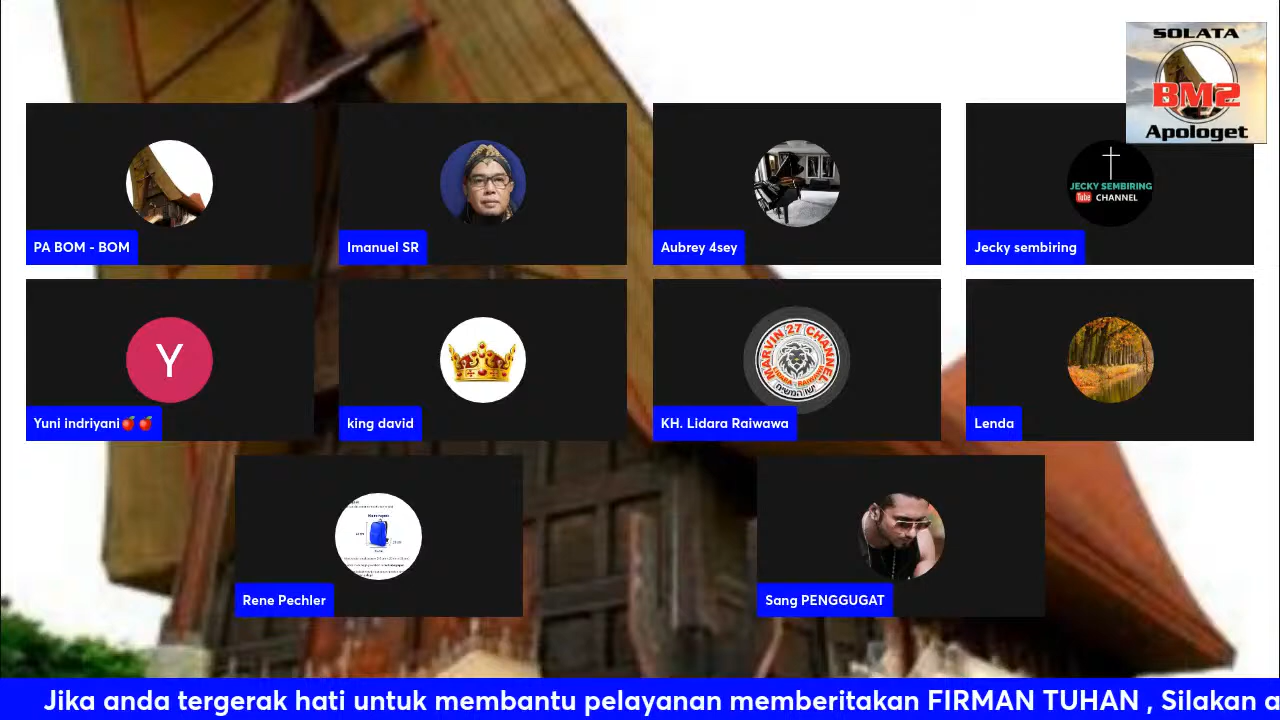 SOLATA
BM2
Apologet
PA BOM - BOM
Imanuel SR
Aubrey 4sey
JECKY SEMBIRING
Tube CHANNEL
Jecky sembiring
Y
Yuni indriyani🍎🍎
king david
MARVIN 27 CHANNEL
KH. Lidara Raiwawa
Lenda
Rene Pechler
Sang PENGGUGAT
Jika anda tergerak hati untuk membantu pelayanan memberitakan FIRMAN TUHAN , Silakan